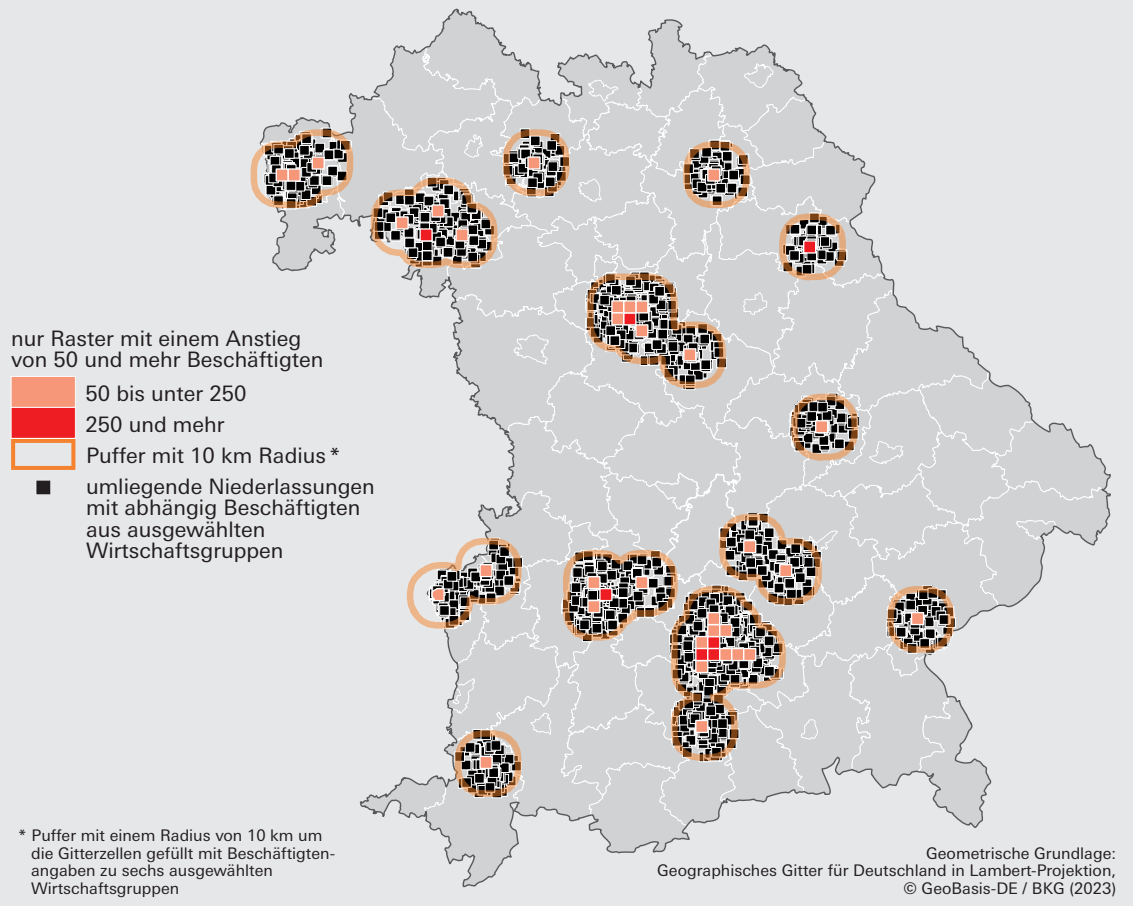 nur Raster mit einem Anstieg
von 50 und mehr Beschäftigten
50 bis unter 250
250 und mehr
Puffer mit 10 km Radius *
umliegende Niederlassungen
mit abhängig Beschäftigten
aus ausgewählten
Wirtschaftsgruppen
* Puffer mit einem Radius von 10 km um
die Gitterzellen gefüllt mit Beschäftigten-
angaben zu sechs ausgewählten
Wirtschaftsgruppen
Geometrische Grundlage:
Geographisches Gitter für Deutschland in Lambert-Projektion,
© GeoBasis-DE / BKG (2023)